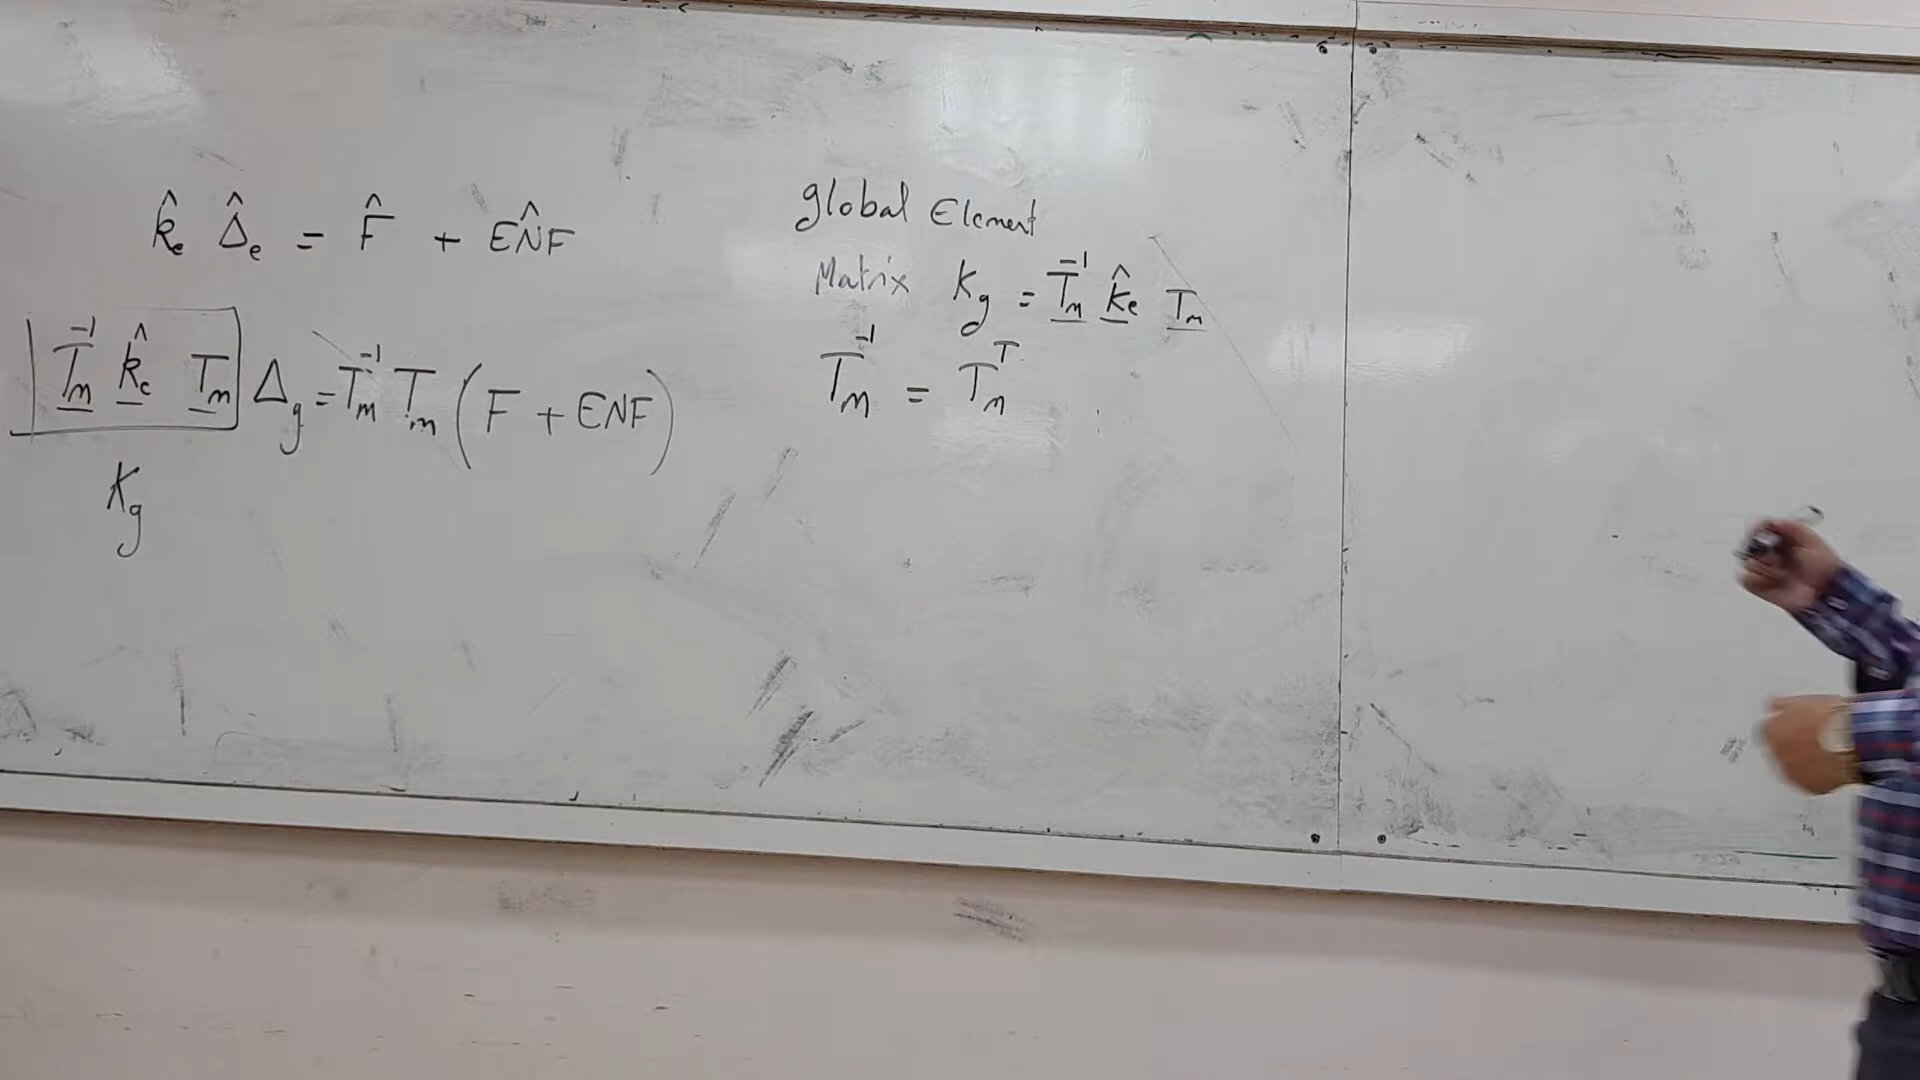 k̂e Δ̂e = F̂ + EN̂F
Tm⁻¹ k̂e Tm Δg = Tm⁻¹ Tm (F + ENF)
Kg
global Element
Matrix Kg = Tm⁻¹ k̂e Tm
Tm⁻¹ = Tmᵀ